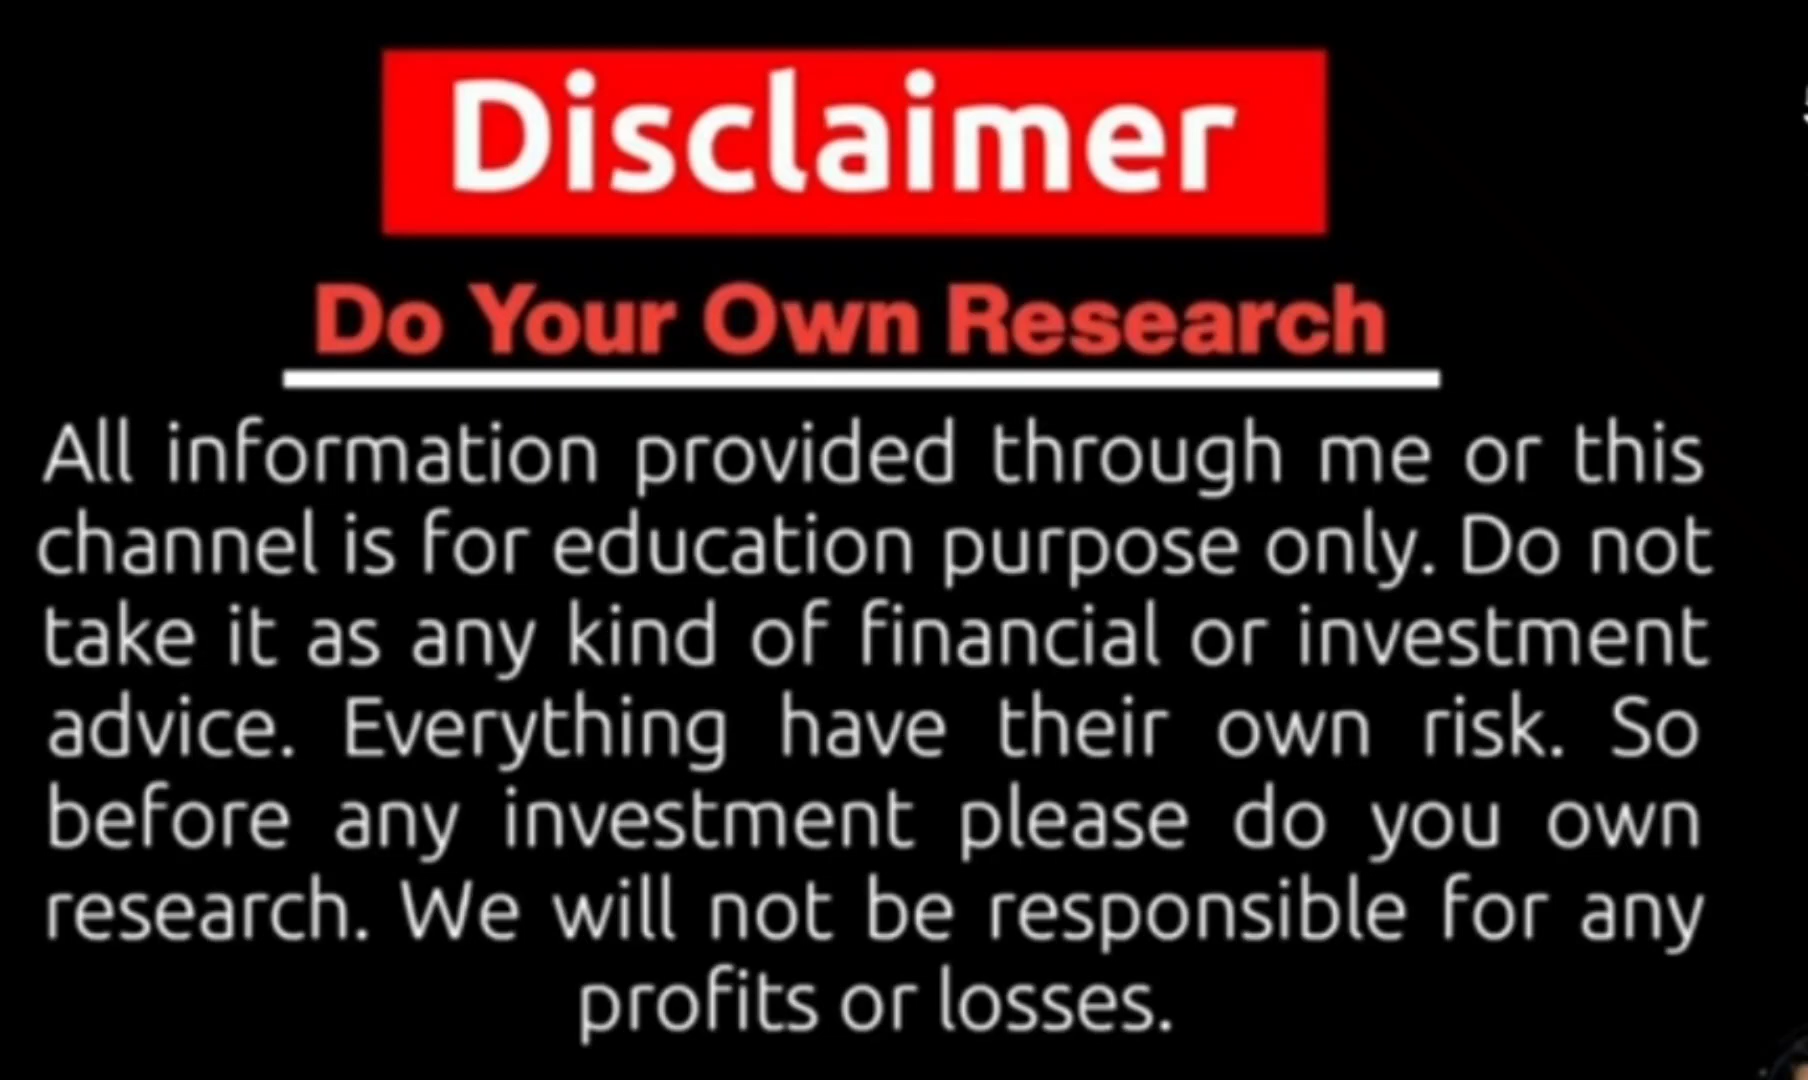 Disclaimer
Do Your Own Research
All information provided through me or this
channel is for education purpose only. Do not
take it as any kind of financial or investment
advice. Everything have their own risk. So
before any investment please do you own
research. We will not be responsible for any
profits or losses.